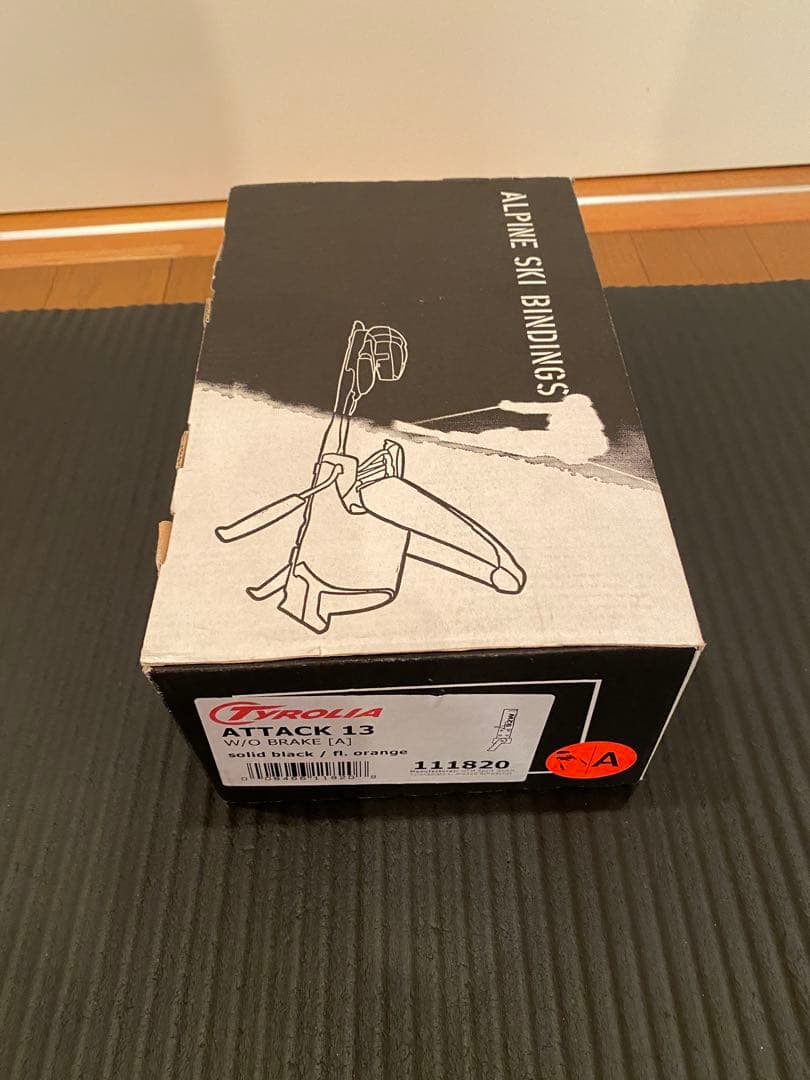 ALPINE SKI BINDINGS
TYROLIA
ATTACK 13
W/O BRAKE [A]
solid black / fl. orange
111820
A